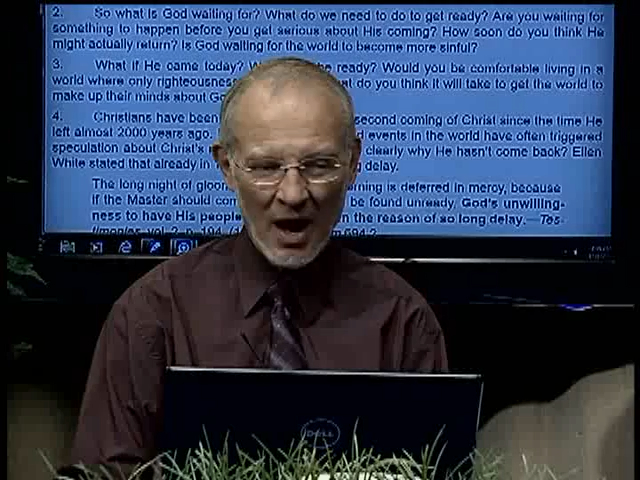 2. So what is God waiting for? What do we need to do to get ready? Are you waiting for
something to happen before you get serious about His coming? How soon do you think He
might actually return? Is God waiting for the world to become more sinful?
3. What if He came today? ready? Would you be comfortable living in a
world where only righteousness do you think it will take to get the world to
make up their minds about
4. Christians have been second coming of Christ since the time He
left almost 2000 years ago. events in the world have often triggered
speculation about Christ's clearly why He hasn't come back? Ellen
White stated that already in delay.
The long night of is deferred in mercy, because
if the Master should be found unready. God's unwilling-
ness to have His people the reason of so long delay.—Tes-
timonies, vol. 2, p. 194,
DELL